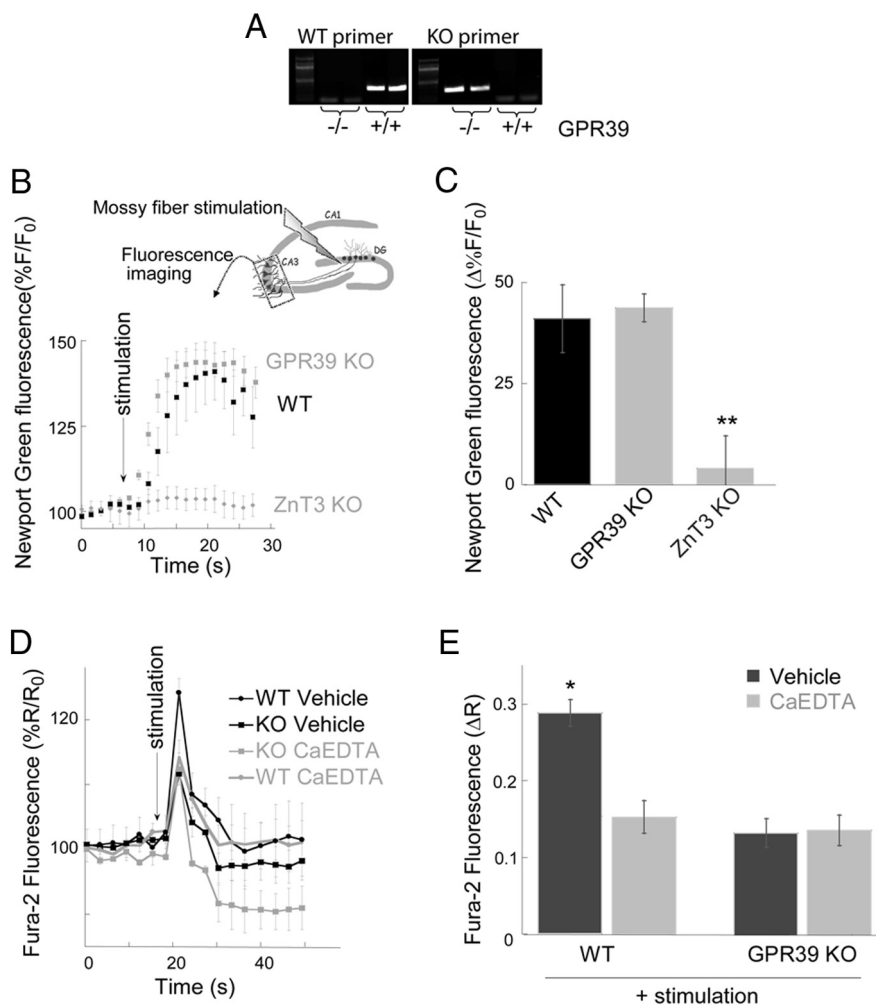 A
WT primer
KO primer
-/-
+/+
-/-
+/+
GPR39
B
Mossy fiber stimulation
CA1
DG
CA3
Fluorescence
imaging
Newport Green fluorescence(%F/F0)
150
125
100
stimulation
GPR39 KO
WT
ZnT3 KO
0
10
20
30
Time (s)
C
Newport Green fluorescence (Δ%F/F0)
50
25
0
**
WT
GPR39 KO
ZnT3 KO
D
Fura-2 Fluorescence (%R/R0)
120
100
stimulation
WT Vehicle
KO Vehicle
KO CaEDTA
WT CaEDTA
0
20
40
Time (s)
E
Fura-2 Fluorescence (ΔR)
0.3
0.2
0.1
0
*
Vehicle
CaEDTA
WT
GPR39 KO
+ stimulation